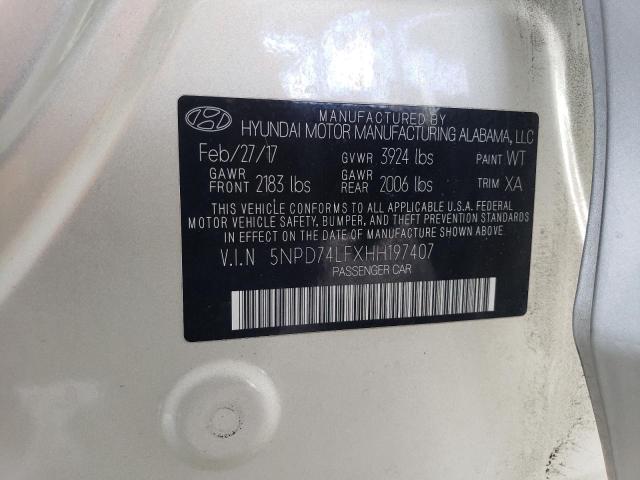 MANUFACTURED BY
HYUNDAI MOTOR MANUFACTURING ALABAMA, LLC
Feb/27/17 GVWR 3924 lbs PAINT WT
GAWR FRONT 2183 lbs GAWR REAR 2006 lbs TRIM XA
THIS VEHICLE CONFORMS TO ALL APPLICABLE U.S.A. FEDERAL
MOTOR VEHICLE SAFETY, BUMPER, AND THEFT PREVENTION STANDARDS
IN EFFECT ON THE DATE OF MANUFACTURE SHOWN ABOVE.
V.I.N 5NPD74LFXHH197407
PASSENGER CAR